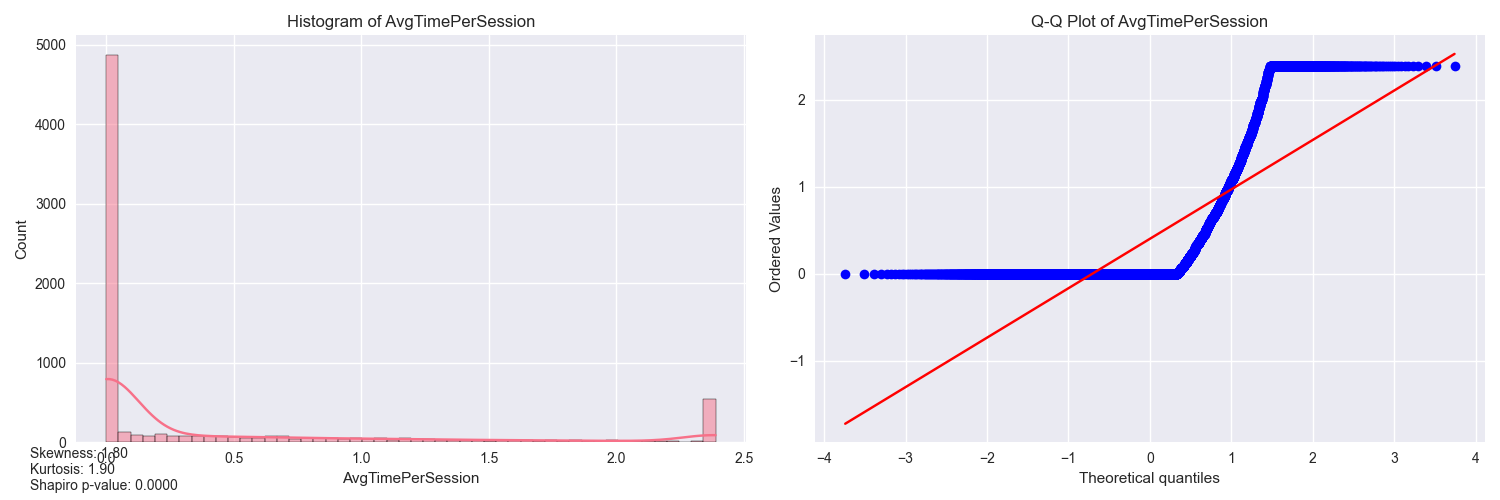 Histogram of AvgTimePerSession
5000
4000
3000
2000
1000
0
Count
0.5
1.0
1.5
2.0
2.5
AvgTimePerSession
Skewness: 1.80
Kurtosis: 1.90
Shapiro p-value: 0.0000
Q-Q Plot of AvgTimePerSession
2
1
0
−1
Ordered Values
−4
−3
−2
−1
0
1
2
3
4
Theoretical quantiles